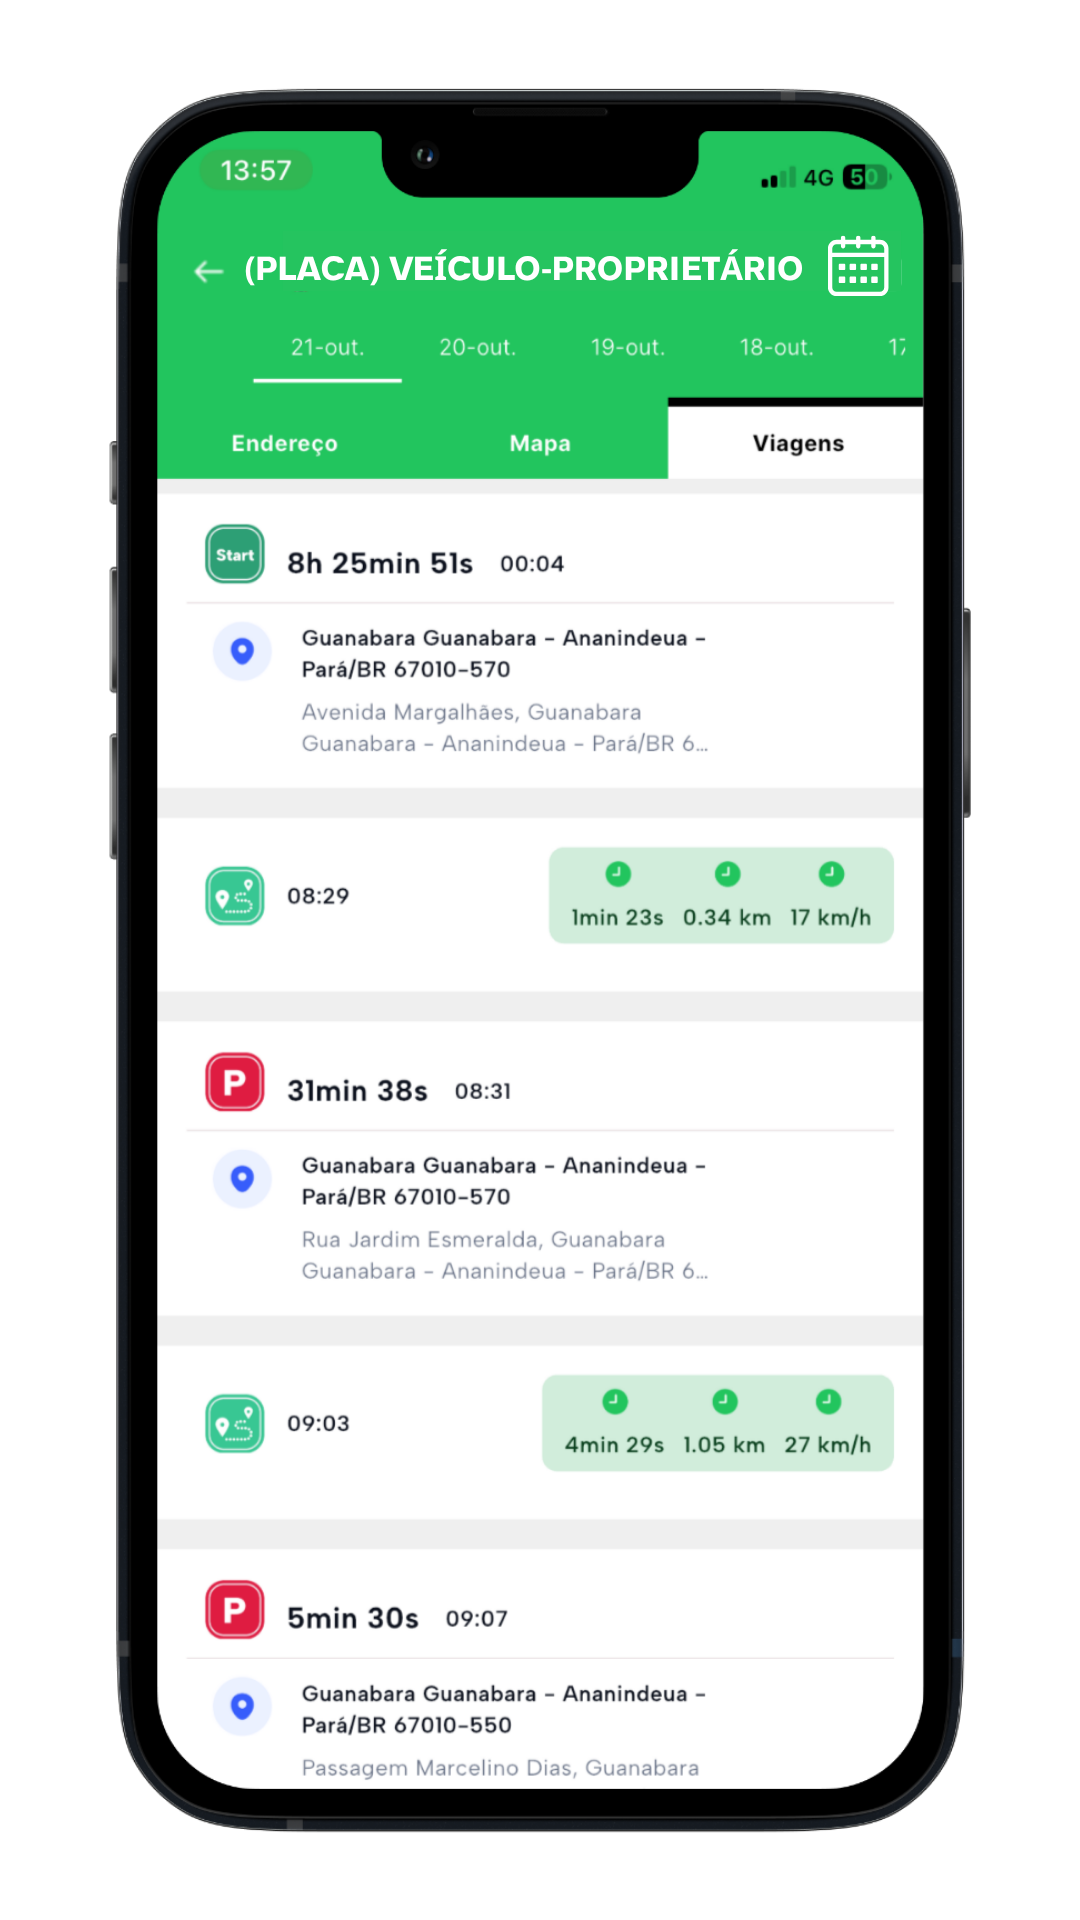 13:57
4G 50
(PLACA) VEÍCULO-PROPRIETÁRIO
21-out. 20-out. 19-out. 18-out. 17
Endereço Mapa Viagens
Start 8h 25min 51s 00:04
Guanabara Guanabara - Ananindeua -
Pará/BR 67010-570
Avenida Margalhães, Guanabara
Guanabara - Ananindeua - Pará/BR 6...
08:29
1min 23s 0.34 km 17 km/h
P 31min 38s 08:31
Guanabara Guanabara - Ananindeua -
Pará/BR 67010-570
Rua Jardim Esmeralda, Guanabara
Guanabara - Ananindeua - Pará/BR 6...
09:03
4min 29s 1.05 km 27 km/h
P 5min 30s 09:07
Guanabara Guanabara - Ananindeua -
Pará/BR 67010-550
Passagem Marcelino Dias, Guanabara